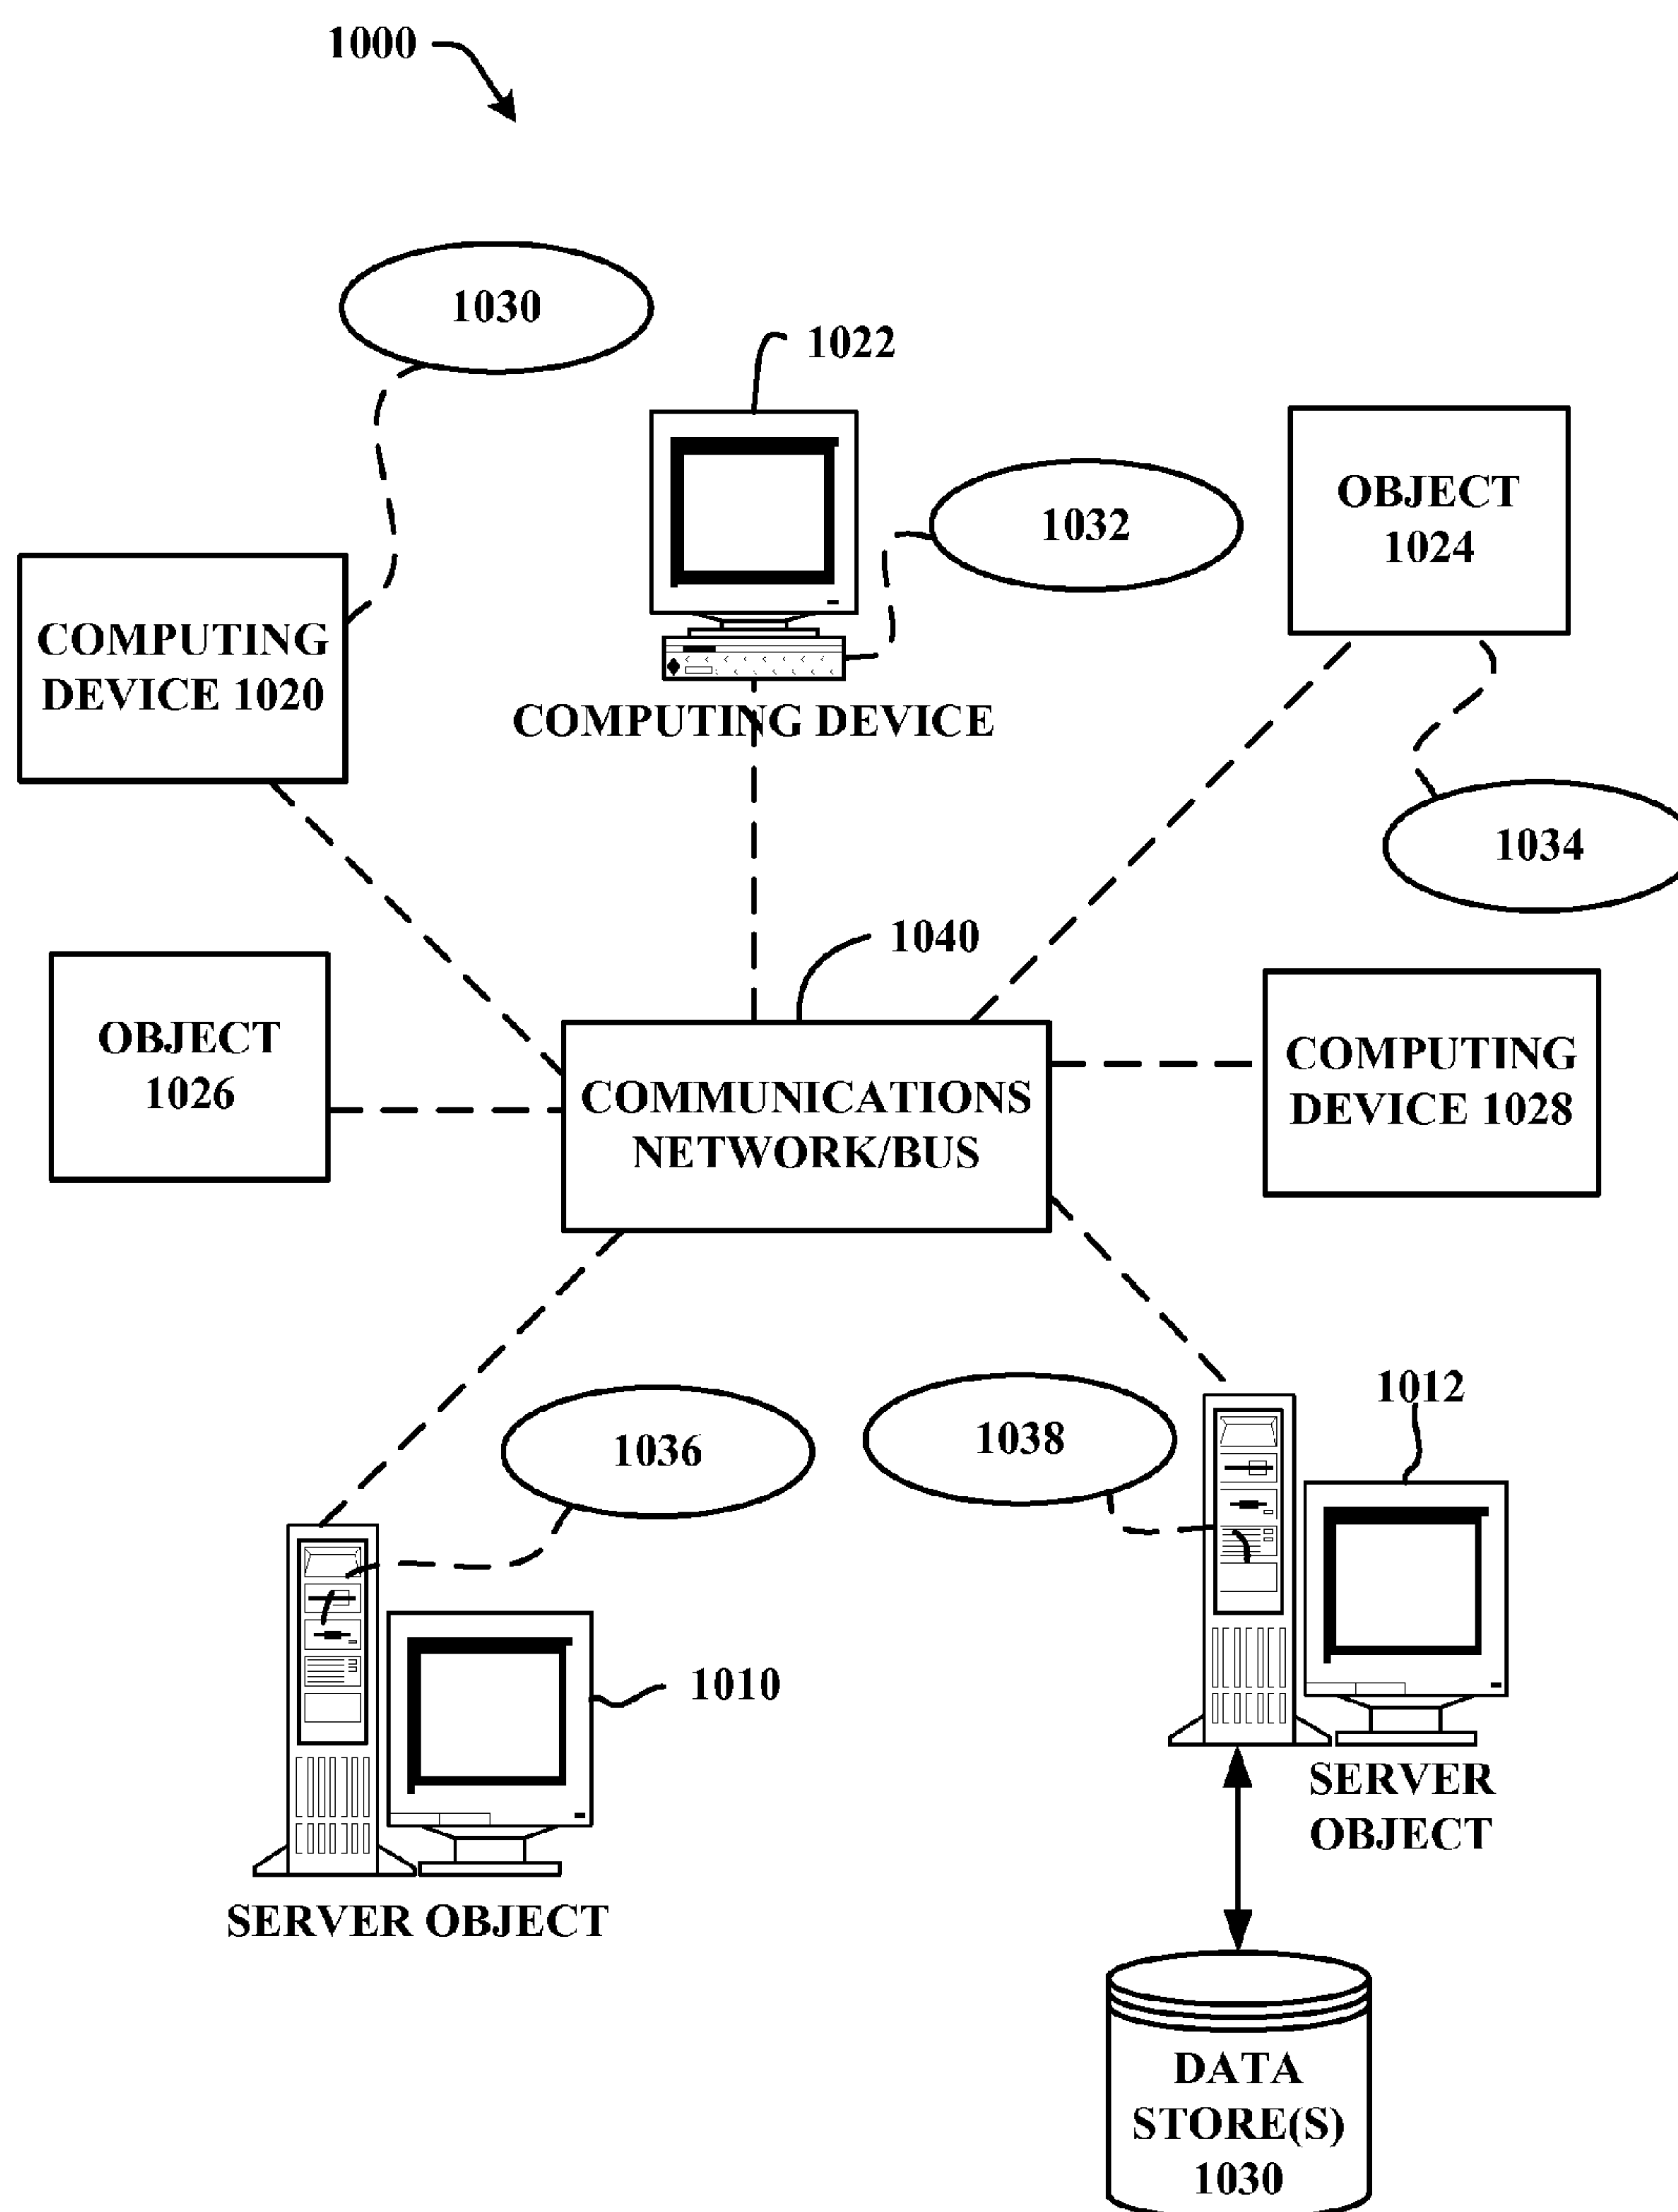 1000
1030
1022
1032
OBJECT
1024
COMPUTING
DEVICE 1020
COMPUTING DEVICE
1034
1040
OBJECT
1026
COMMUNICATIONS
NETWORK/BUS
COMPUTING
DEVICE 1028
1036
1038
1012
1010
SERVER
OBJECT
SERVER OBJECT
DATA
STORE(S)
1030